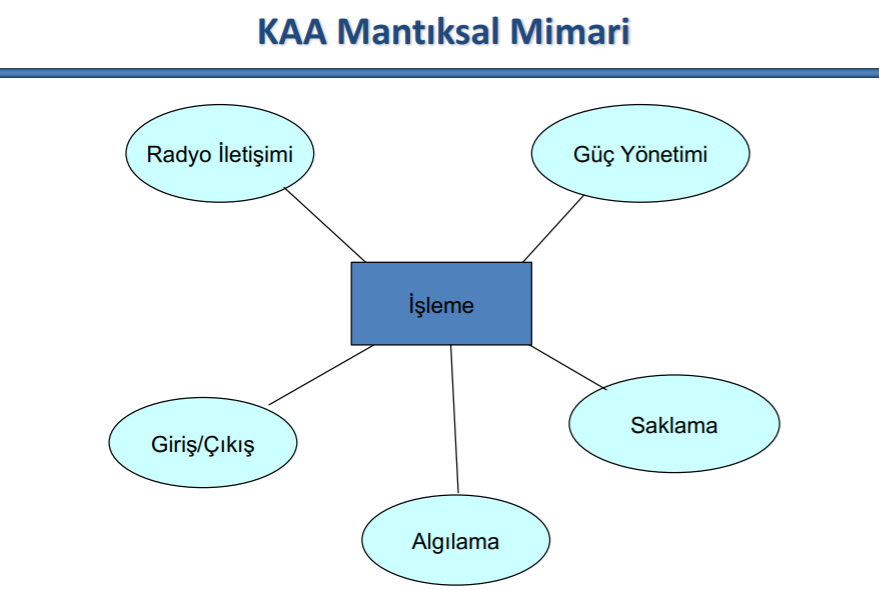 KAA Mantıksal Mimari
Radyo İletişimi
Güç Yönetimi
İşleme
Giriş/Çıkış
Saklama
Algılama